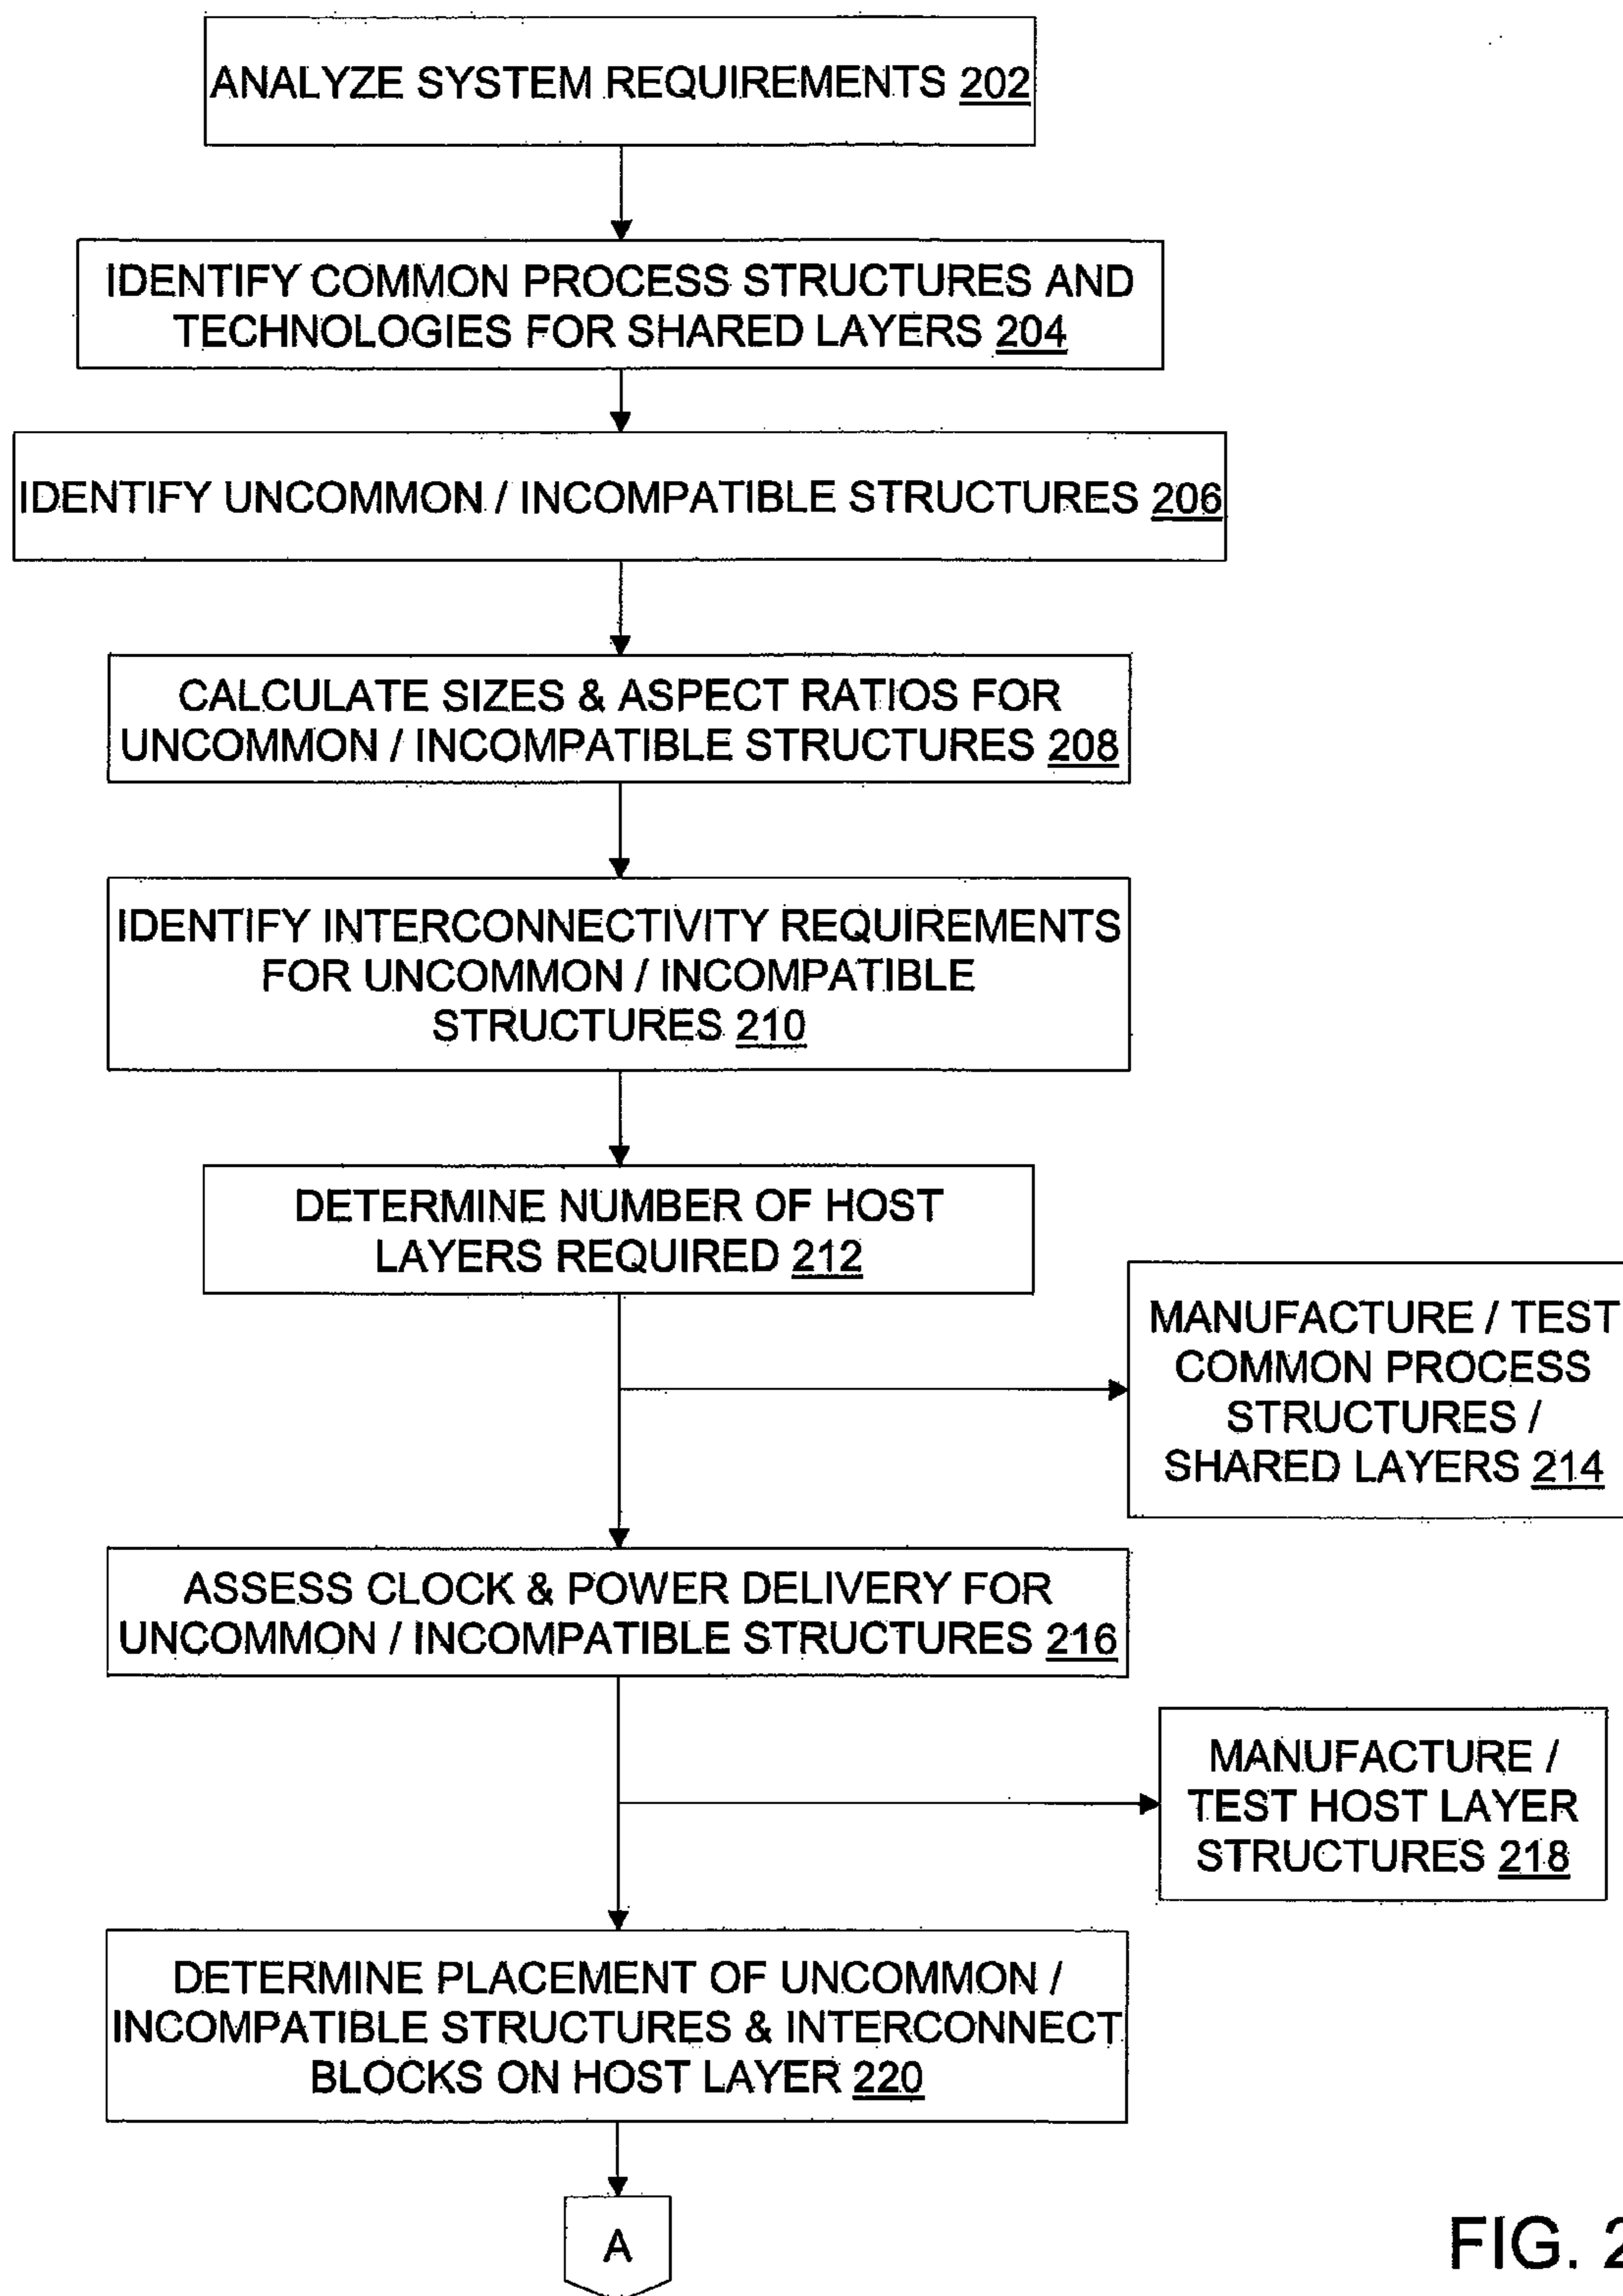 ANALYZE SYSTEM REQUIREMENTS 202
IDENTIFY COMMON PROCESS STRUCTURES AND
TECHNOLOGIES FOR SHARED LAYERS 204
IDENTIFY UNCOMMON / INCOMPATIBLE STRUCTURES 206
CALCULATE SIZES & ASPECT RATIOS FOR
UNCOMMON / INCOMPATIBLE STRUCTURES 208
IDENTIFY INTERCONNECTIVITY REQUIREMENTS
FOR UNCOMMON / INCOMPATIBLE
STRUCTURES 210
DETERMINE NUMBER OF HOST
LAYERS REQUIRED 212
MANUFACTURE / TEST
COMMON PROCESS
STRUCTURES /
SHARED LAYERS 214
ASSESS CLOCK & POWER DELIVERY FOR
UNCOMMON / INCOMPATIBLE STRUCTURES 216
MANUFACTURE /
TEST HOST LAYER
STRUCTURES 218
DETERMINE PLACEMENT OF UNCOMMON /
INCOMPATIBLE STRUCTURES & INTERCONNECT
BLOCKS ON HOST LAYER 220
A
FIG. 2